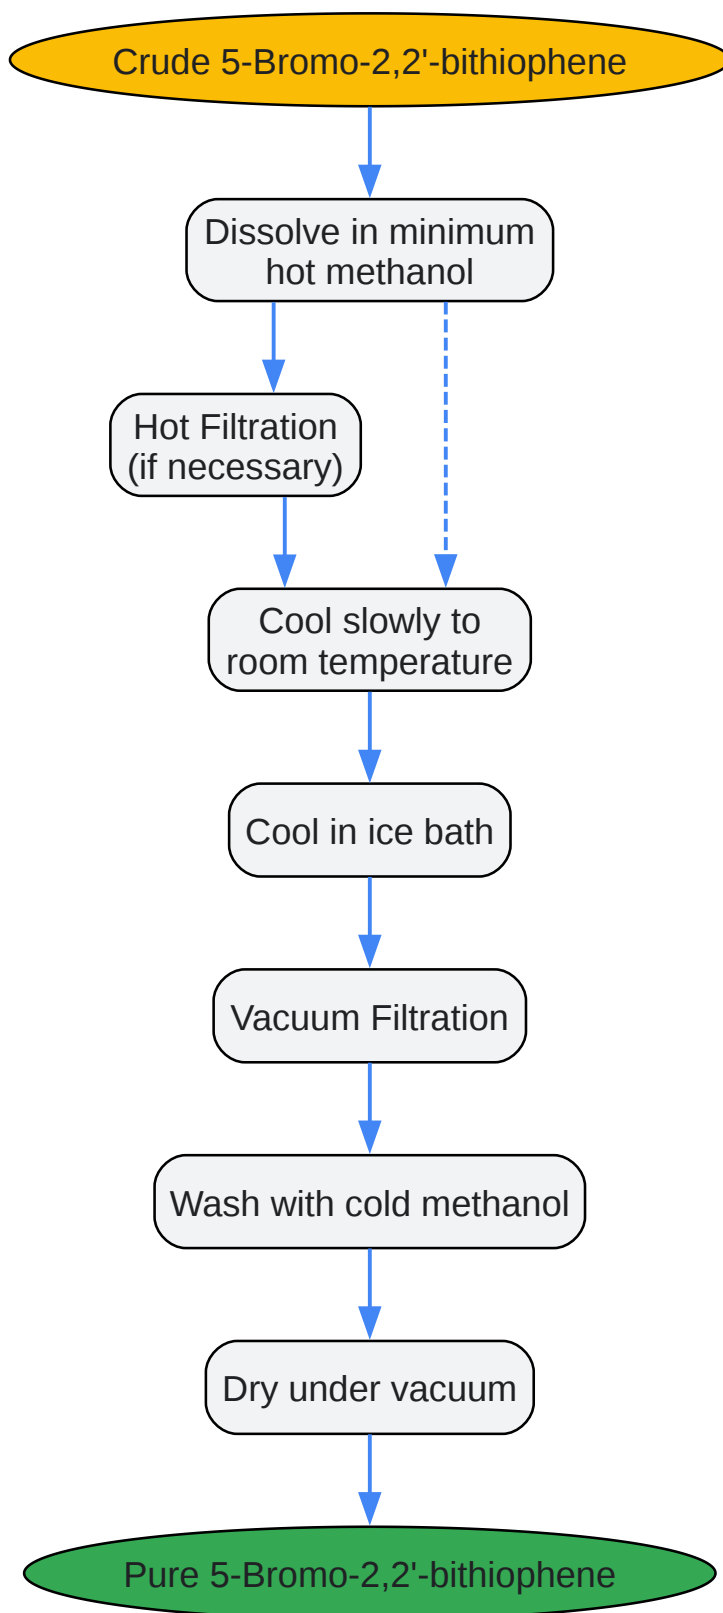 Crude 5-Bromo-2,2'-bithiophene
Dissolve in minimum
hot methanol
Hot Filtration
(if necessary)
Cool slowly to
room temperature
Cool in ice bath
Vacuum Filtration
Wash with cold methanol
Dry under vacuum
Pure 5-Bromo-2,2'-bithiophene